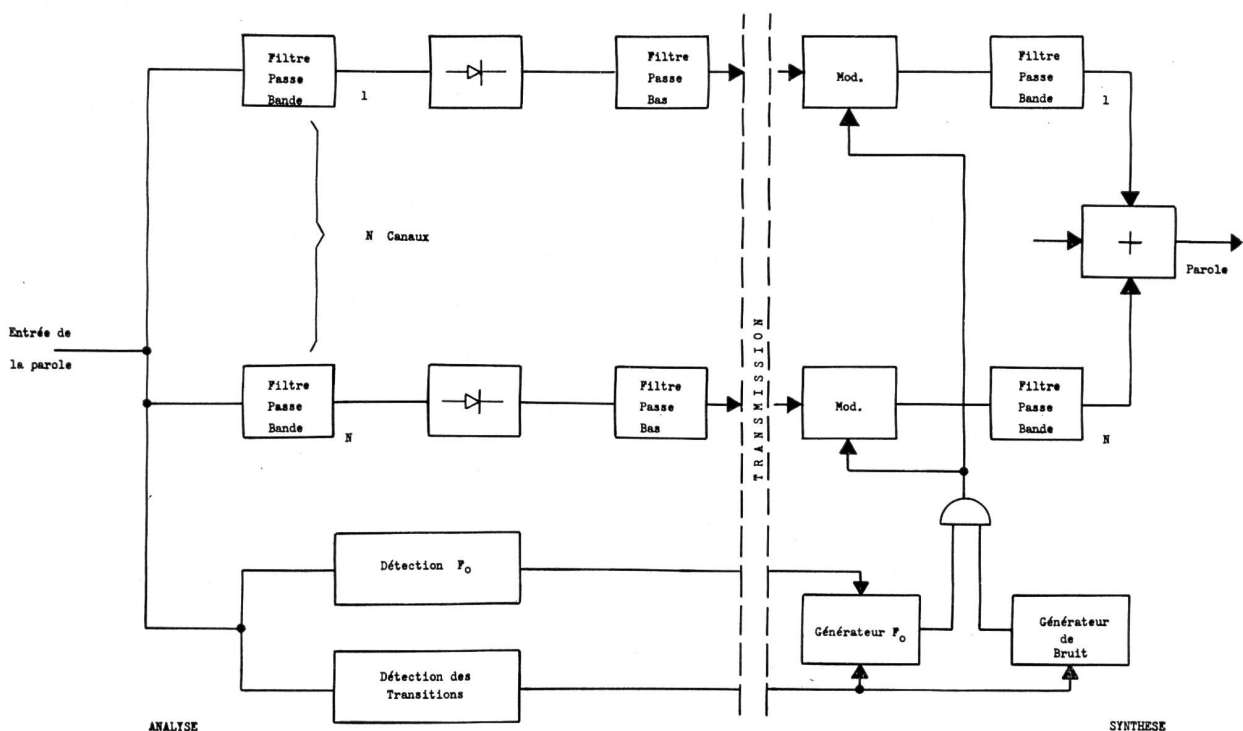 Filtre
Passe
Bande
1
Filtre
Passe
Bas
Mod.
Filtre
Passe
Bande
1
N Canaux
+
Parole
Entrée de
la parole
Filtre
Passe
Bande
N
Filtre
Passe
Bas
TRANSMISSION
Mod.
Filtre
Passe
Bande
N
Détection Fo
Générateur Fo
Générateur
de
Bruit
Détection des
Transitions
ANALYSE
SYNTHESE